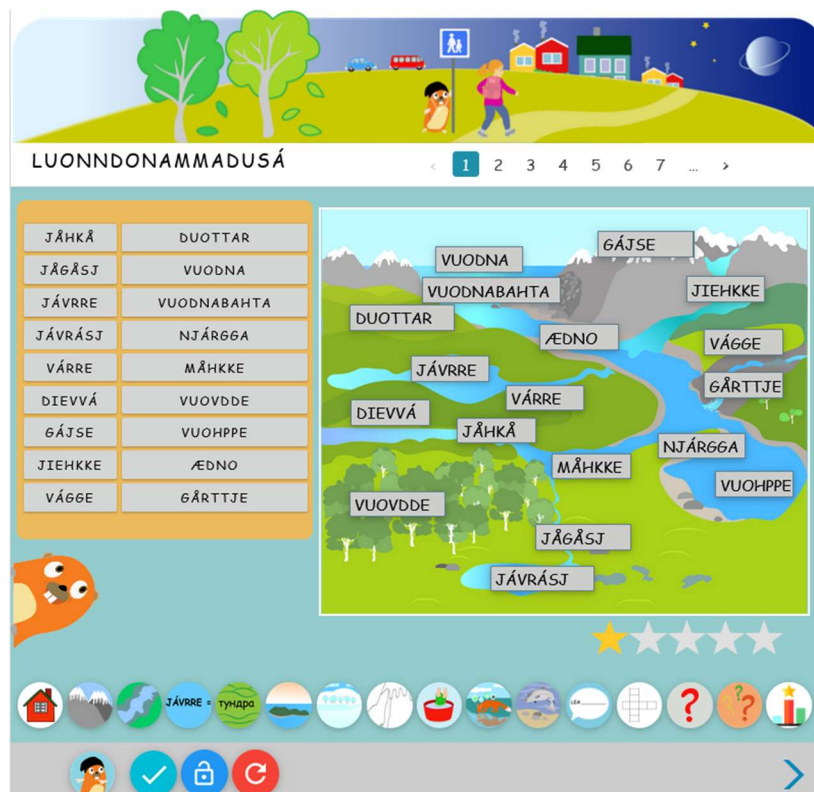 LUONNDONAMMADUSÁ
‹ 1 2 3 4 5 6 7 ... ›
JÅHKÅ DUOTTAR
JÅGÅSJ VUODNA
JÁVRRE VUODNABAHTA
JÁVRÁSJ NJÁRGGA
VÁRRE MÅHKKE
DIEVVÁ VUOVDDE
GÁJSE VUOHPPE
JIEHKKE ÆDNO
VÁGGE GÅRTTJE
GÁJSE
VUODNA
VUODNABAHTA
JIEHKKE
DUOTTAR
ÆDNO
VÁGGE
JÁVRRE
GÅRTTJE
VÁRRE
DIEVVÁ
JÅHKÅ
NJÁRGGA
MÅHKKE
VUOHPPE
VUOVDDE
JÅGÅSJ
JÁVRÁSJ
JÁVRRE = тундра LEA ? ???